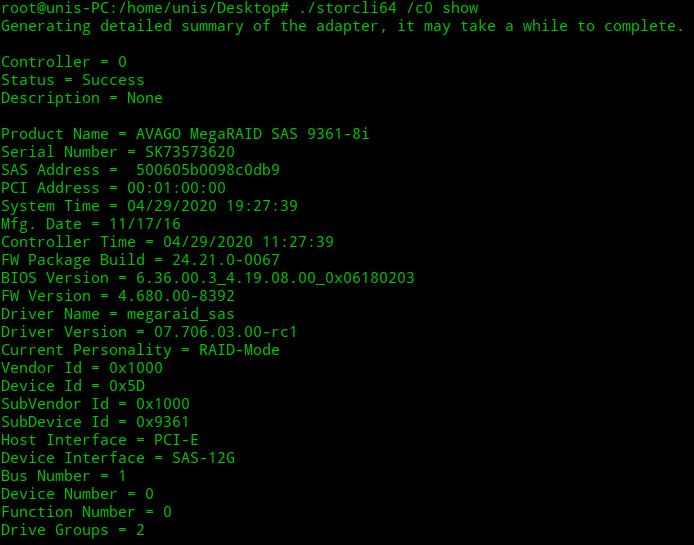 root@unis-PC:/home/unis/Desktop# ./storcli64 /c0 show
Generating detailed summary of the adapter, it may take a while to complete.

Controller = 0
Status = Success
Description = None

Product Name = AVAGO MegaRAID SAS 9361-8i
Serial Number = SK73573620
SAS Address =  500605b0098c0db9
PCI Address = 00:01:00:00
System Time = 04/29/2020 19:27:39
Mfg. Date = 11/17/16
Controller Time = 04/29/2020 11:27:39
FW Package Build = 24.21.0-0067
BIOS Version = 6.36.00.3_4.19.08.00_0x06180203
FW Version = 4.680.00-8392
Driver Name = megaraid_sas
Driver Version = 07.706.03.00-rc1
Current Personality = RAID-Mode
Vendor Id = 0x1000
Device Id = 0x5D
SubVendor Id = 0x1000
SubDevice Id = 0x9361
Host Interface = PCI-E
Device Interface = SAS-12G
Bus Number = 1
Device Number = 0
Function Number = 0
Drive Groups = 2